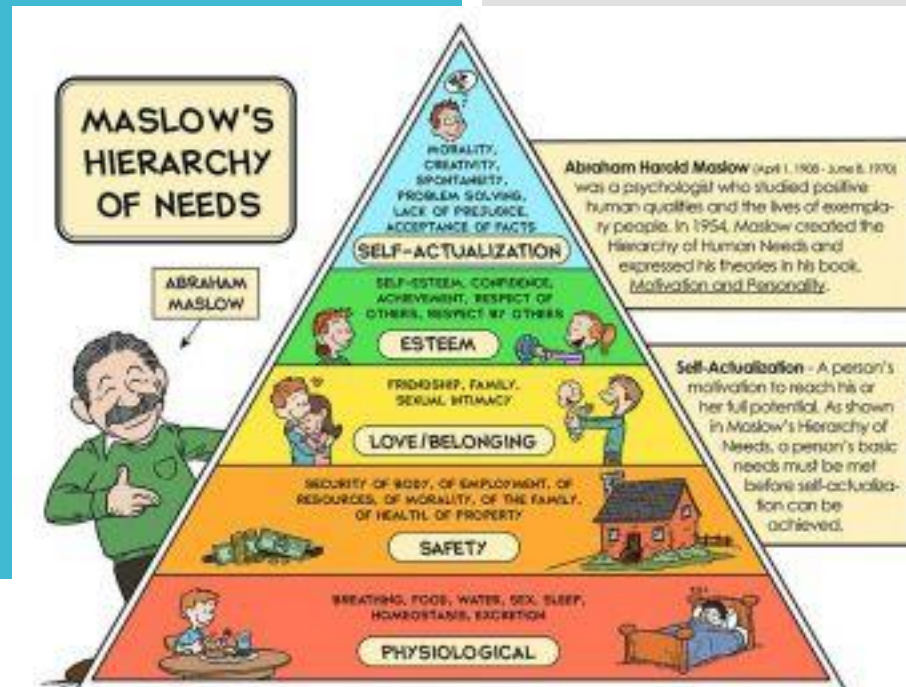 MASLOW'S
HIERARCHY
OF NEEDS
ABRAHAM
MASLOW
MORALITY,
CREATIVITY,
SPONTANEITY,
PROBLEM SOLVING,
LACK OF PREJUDICE,
ACCEPTANCE OF FACTS
SELF-ACTUALIZATION
SELF-ESTEEM, CONFIDENCE,
ACHIEVEMENT, RESPECT OF
OTHERS, RESPECT BY OTHERS
ESTEEM
FRIENDSHIP, FAMILY,
SEXUAL INTIMACY
LOVE/BELONGING
SECURITY OF BODY, OF EMPLOYMENT, OF
RESOURCES, OF MORALITY, OF THE FAMILY,
OF HEALTH, OF PROPERTY
SAFETY
BREATHING, FOOD, WATER, SEX, SLEEP,
HOMEOSTASIS, EXCRETION
PHYSIOLOGICAL
Abraham Harold Maslow (April 1, 1908 - June 8, 1970)
was a psychologist who studied positive
human qualities and the lives of exempla-
ry people. In 1954, Maslow created the
Hierarchy of Human Needs and
expressed his theories in his book,
Motivation and Personality.
Self-Actualization - A person's
motivation to reach his or
her full potential. As shown
in Maslow's Hierarchy of
Needs, a person's basic
needs must be met
before self-actualiza-
tion can be
achieved.